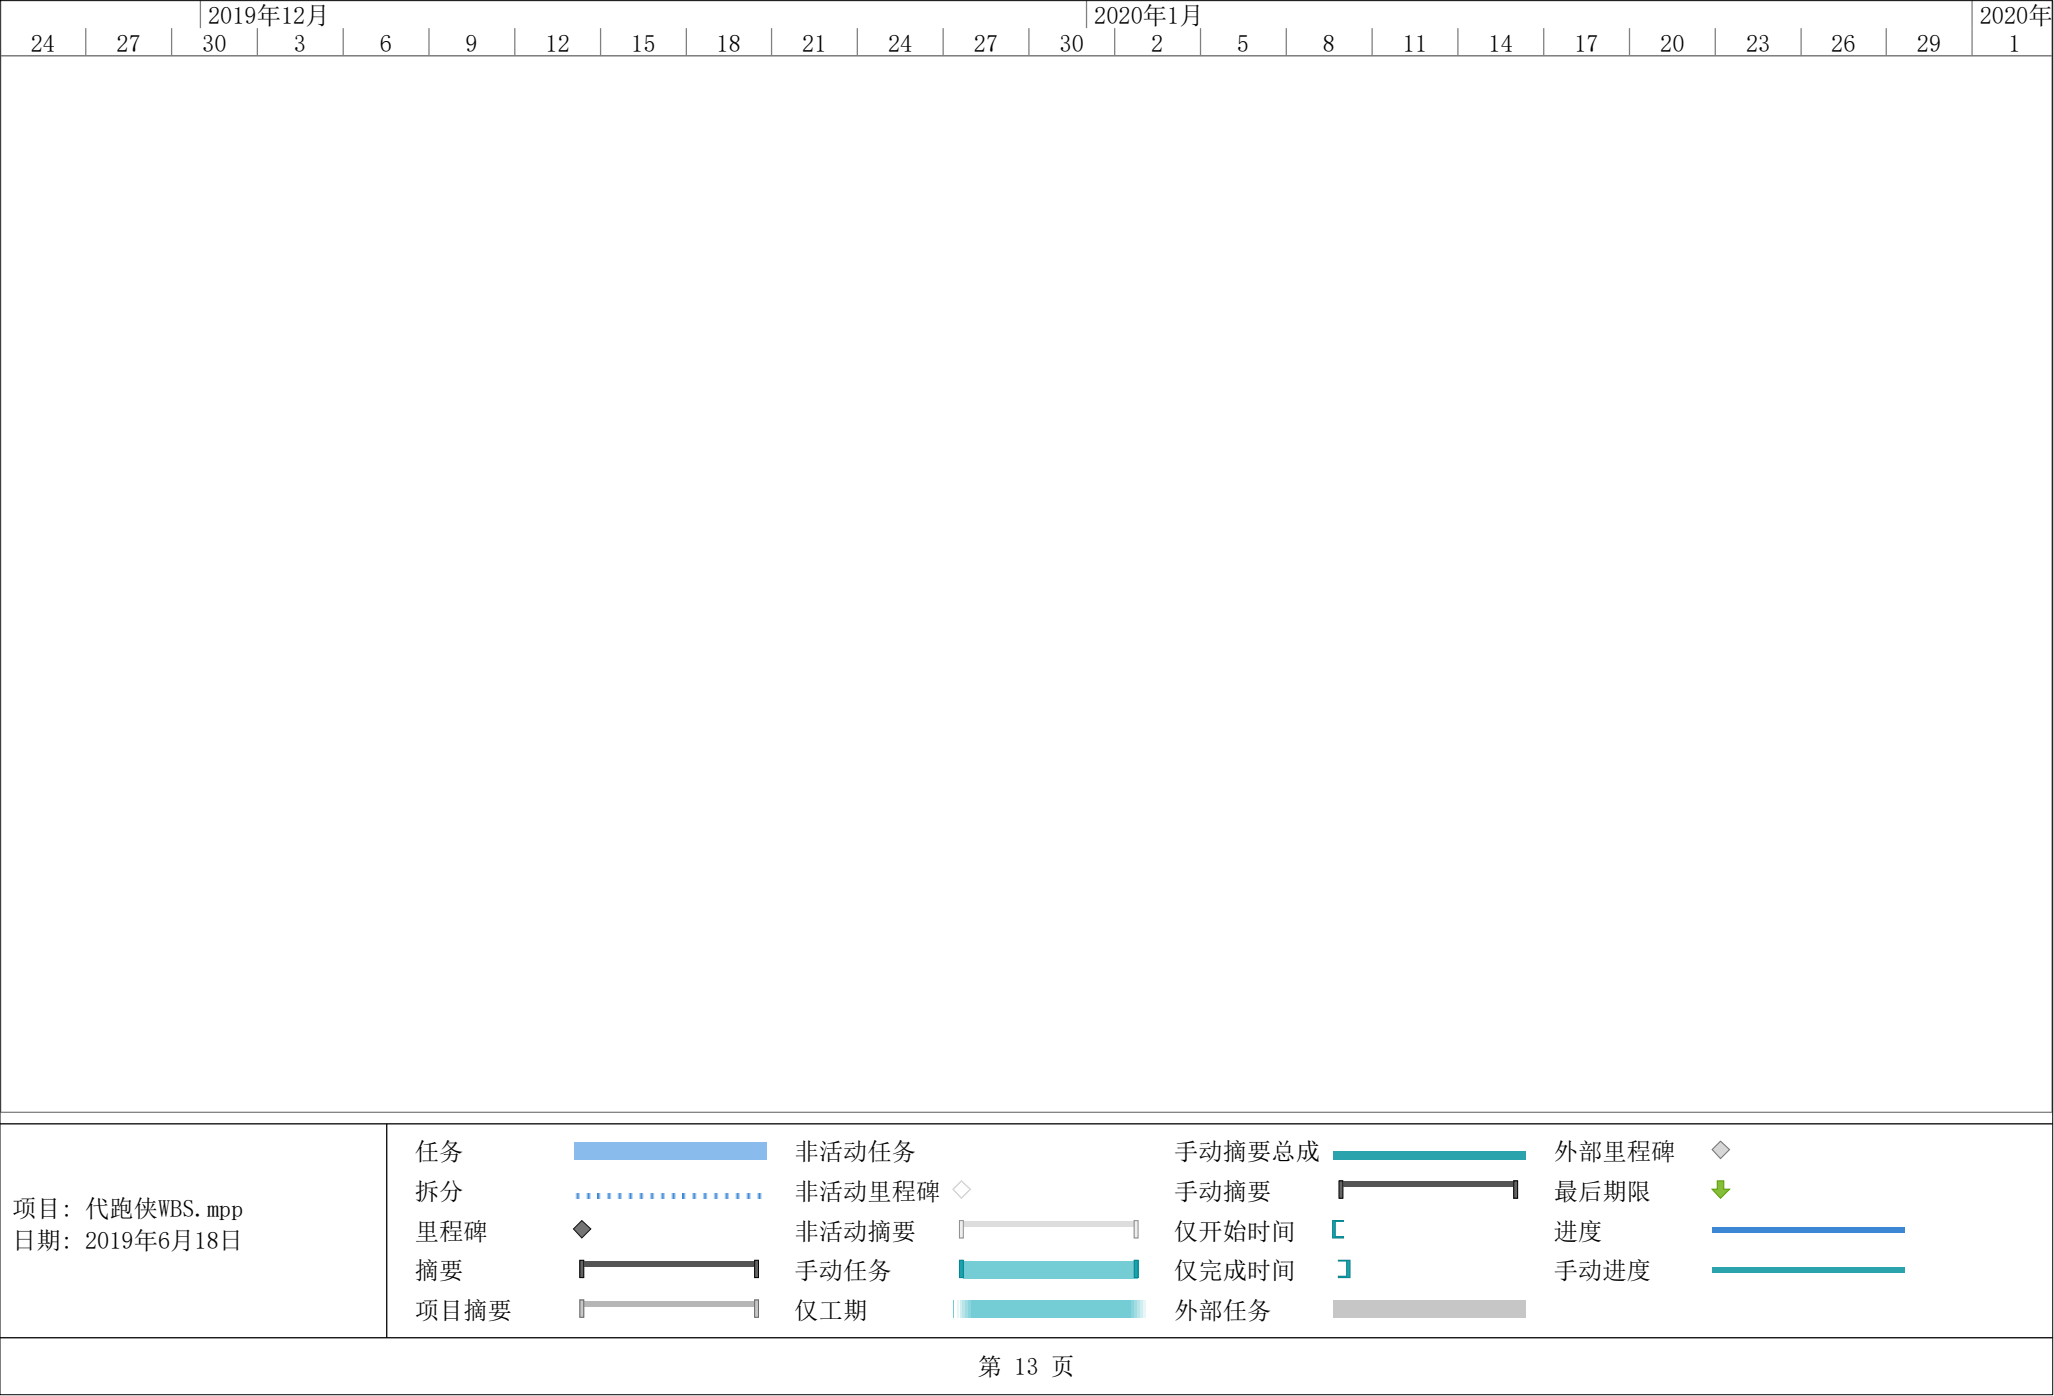 2019年12月 2020年1月 2020年
24 27 30 3 6 9 12 15 18 21 24 27 30 2 5 8 11 14 17 20 23 26 29 1
项目: 代跑侠WBS.mpp
日期: 2019年6月18日
任务 非活动任务 手动摘要总成 外部里程碑
拆分 非活动里程碑 手动摘要 最后期限
里程碑 非活动摘要 仅开始时间 进度
摘要 手动任务 仅完成时间 手动进度
项目摘要 仅工期 外部任务
第 13 页